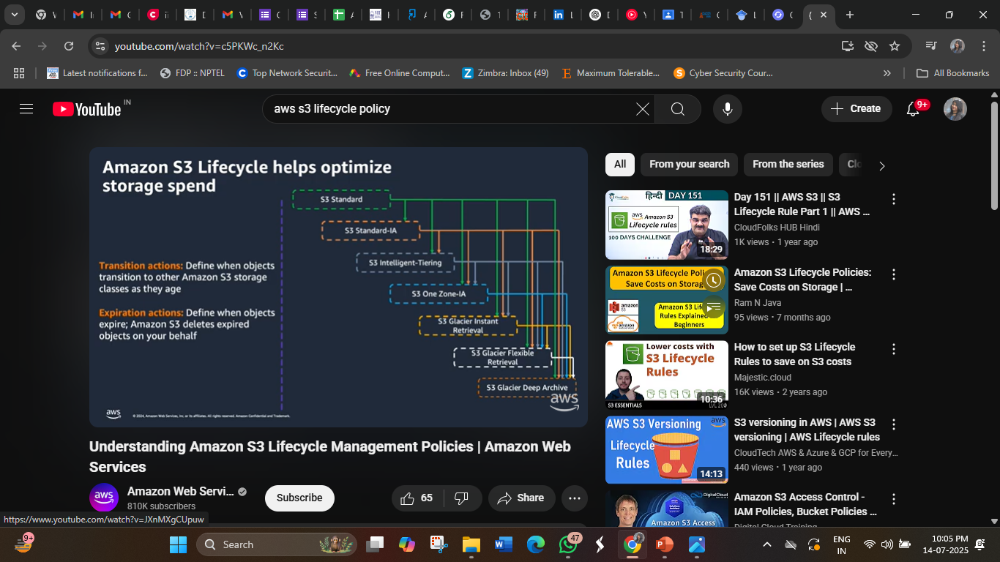 youtube.com/watch?v=c5PKWc_n2Kc
Latest notifications f...
FDP :: NPTEL
Top Network Securit...
Free Online Comput...
Zimbra: Inbox (49)
Maximum Tolerable...
Cyber Security Cour...
All Bookmarks
YouTube IN
aws s3 lifecycle policy
Create
9+
Amazon S3 Lifecycle helps optimize
storage spend
S3 Standard
S3 Standard-IA
S3 Intelligent-Tiering
S3 One Zone-IA
S3 Glacier Instant
Retrieval
S3 Glacier Flexible
Retrieval
S3 Glacier Deep Archive
Transition actions: Define when objects
transition to other Amazon S3 storage
classes as they age
Expiration actions: Define when objects
expire; Amazon S3 deletes expired
objects on your behalf
aws
© 2024, Amazon Web Services, Inc. or its affiliates. All rights reserved. Amazon Confidential and Trademark.
aws
Understanding Amazon S3 Lifecycle Management Policies | Amazon Web
Services
aws
Amazon Web Servi...
810K subscribers
Subscribe
65
Share
All
From your search
From the series
Clo
हिन्दी DAY 151
aws Amazon S3
Lifecycle rules
100 DAYS CHALLENGE
18:29
Day 151 || AWS S3 || S3
Lifecycle Rule Part 1 || AWS ...
CloudFolks HUB Hindi
1K views • 1 year ago
Amazon S3 Lifecycle Poli
Save Costs on Storag
Amazon S3 Life
Rules Explaine
Beginners
Amazon S3 Lifecycle Policies:
Save Costs on Storage | ...
Ram N Java
95 views • 7 months ago
Lower costs with
S3 Lifecycle
Rules
S3 ESSENTIALS
10:36
How to set up S3 Lifecycle
Rules to save on S3 costs
Majestic.cloud
16K views • 2 years ago
AWS S3 Versioning
aws
Lifecycle
Rules
14:13
S3 versioning in AWS | AWS S3
versioning | AWS Lifecycle rules
CloudTech AWS & Azure & GCP for Every...
440 views • 1 year ago
Amazon S3 Access
Amazon S3 Access Control -
IAM Policies, Bucket Policies ...
Digital Cloud Training
https://www.youtube.com/watch?v=JXnMXgCUpuw
9+
Search
47
ENG
IN
10:05 PM
14-07-2025